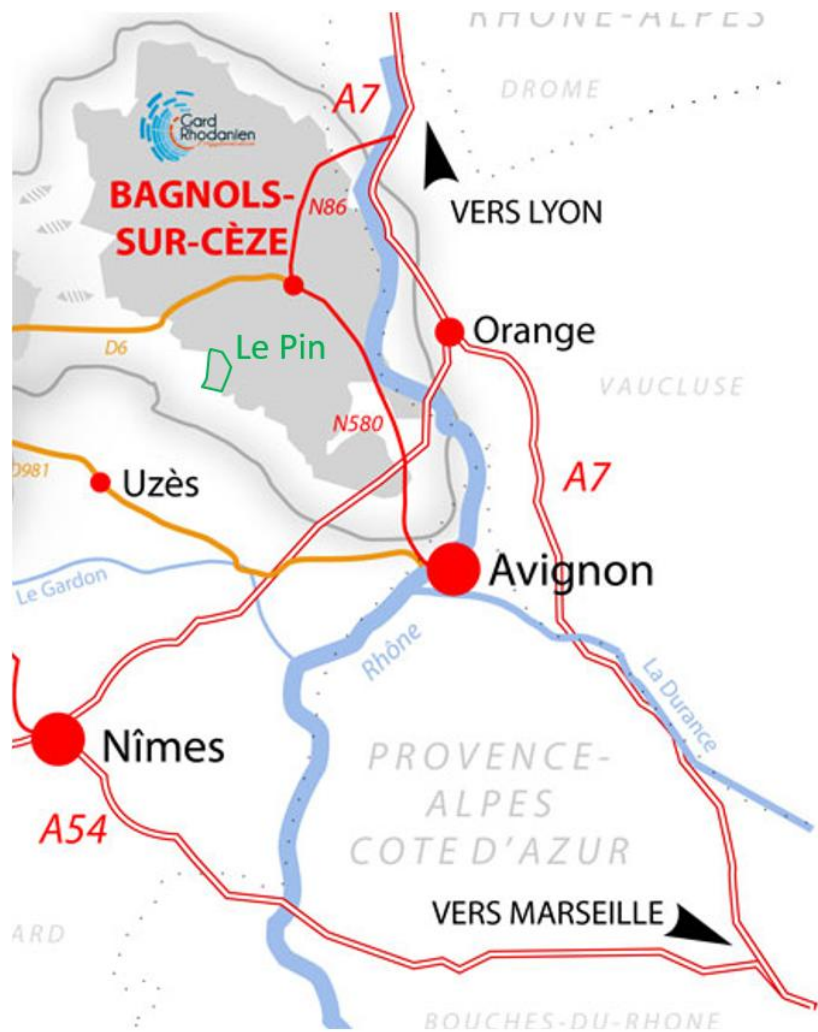 RHÔNE-ALPES
A7
DROME
Gard
Rhodanien
BAGNOLS-
SUR-CÈZE
N86
VERS LYON
Orange
D6
Le Pin
VAUCLUSE
N580
D981
Uzès
A7
Avignon
Le Gardon
Rhône
La Durance
Nîmes
PROVENCE-
ALPES
COTE D'AZUR
A54
VERS MARSEILLE
ARD
BOUCHES-DU-RHONE